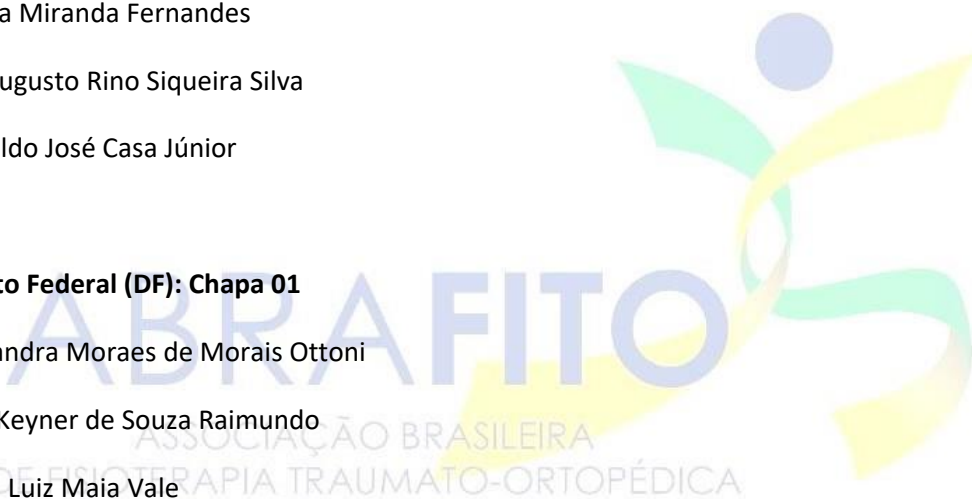 a Miranda Fernandes
ugusto Rino Siqueira Silva
ldo José Casa Júnior
to Federal (DF): Chapa 01
andra Moraes de Morais Ottoni
Keyner de Souza Raimundo
Luiz Maia Vale
ABRAFITO
ASSOCIAÇÃO BRASILEIRA
DE FISIOTERAPIA TRAUMATO-ORTOPÉDICA